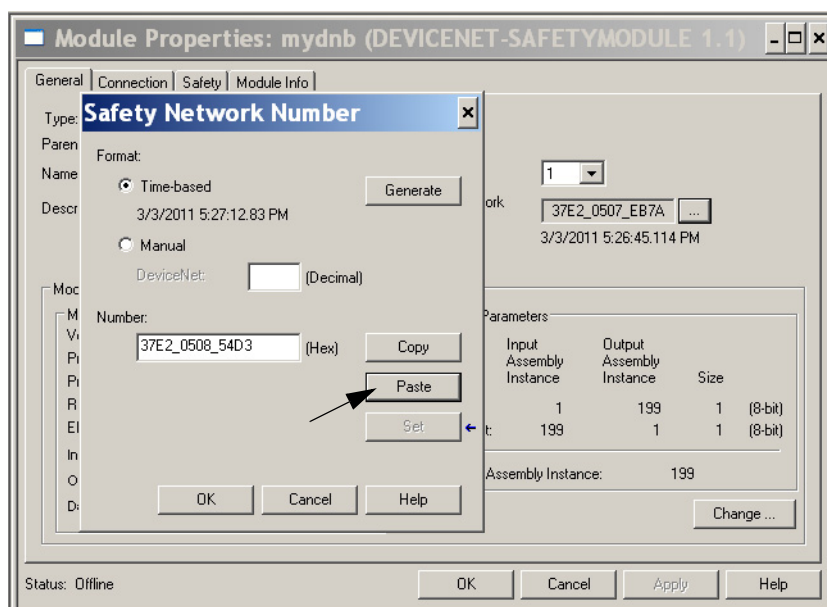 Module Properties: mydnb (DEVICENET-SAFETYMODULE 1.1)
General Connection Safety Module Info
Safety Network Number
Type:
Paren
Name
Descr
Format:
Time-based
3/3/2011 5:27:12.83 PM
Generate
Manual
DeviceNet: (Decimal)
Number:
37E2_0508_54D3 (Hex)
Copy
Paste
Set
OK Cancel Help
1
ork 37E2_0507_EB7A ...
3/3/2011 5:26:45.114 PM
Moc
M
V
P
P
R
El
In
O
D
Parameters
Input Assembly Instance
Output Assembly Instance
Size
1 199 1 (8-bit)
t: 199 1 1 (8-bit)
Assembly Instance: 199
Change ...
Status: Offline
OK Cancel Apply Help